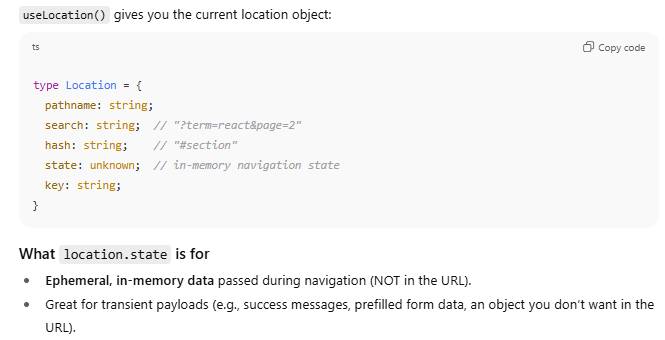 useLocation() gives you the current location object:
ts
Copy code
type Location = {
pathname: string;
search: string; // "?term=react&page=2"
hash: string; // "#section"
state: unknown; // in-memory navigation state
key: string;
}
What location.state is for
• Ephemeral, in-memory data passed during navigation (NOT in the URL).
• Great for transient payloads (e.g., success messages, prefilled form data, an object you don’t want in the
URL).